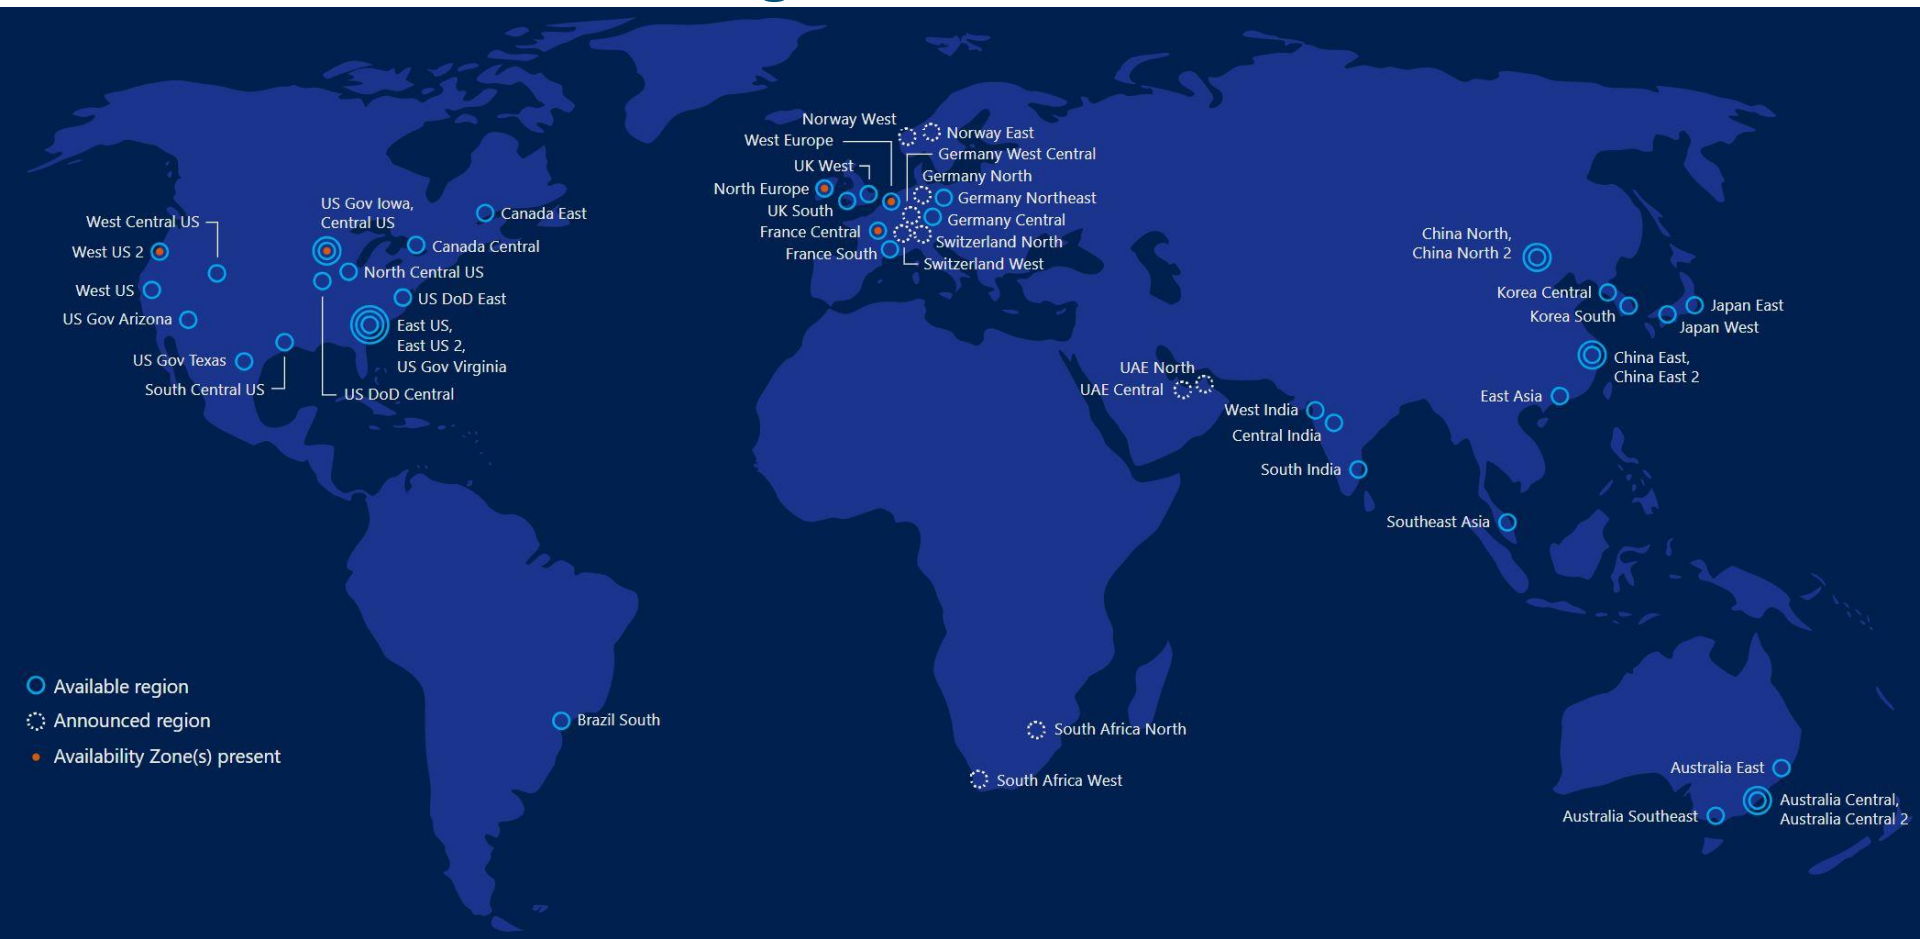 Norway West
Norway East
West Europe
Germany West Central
UK West
Germany North
North Europe
Germany Northeast
UK South
Germany Central
France Central
Switzerland North
France South
Switzerland West
West Central US
US Gov Iowa,
Central US
Canada East
West US 2
Canada Central
North Central US
West US
US DoD East
US Gov Arizona
East US,
East US 2,
US Gov Virginia
US Gov Texas
South Central US
US DoD Central
China North,
China North 2
Korea Central
Korea South
Japan East
Japan West
China East,
China East 2
East Asia
UAE North
UAE Central
West India
Central India
South India
Southeast Asia
Available region
Announced region
Availability Zone(s) present
Brazil South
South Africa North
South Africa West
Australia East
Australia Central,
Australia Central 2
Australia Southeast